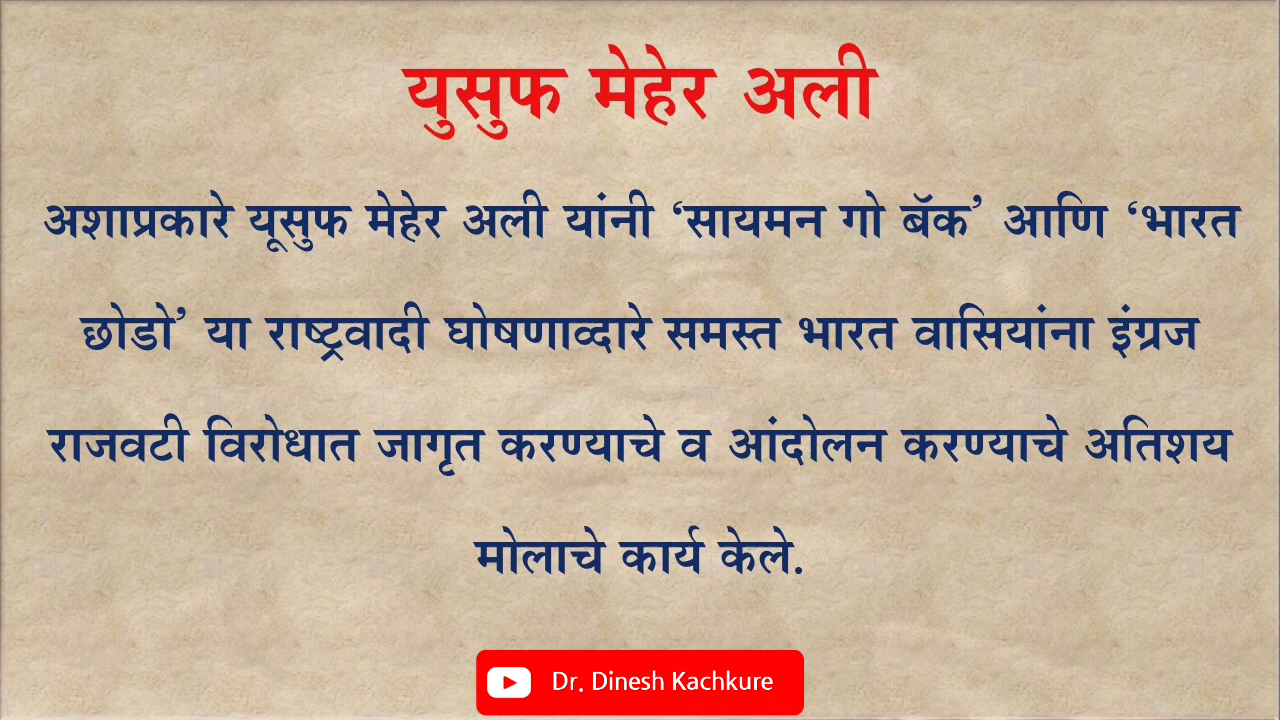 युसुफ मेहेर अली
अशाप्रकारे यूसुफ मेहेर अली यांनी ‘सायमन गो बॅक’ आणि ‘भारत
छोडो’ या राष्ट्रवादी घोषणाव्दारे समस्त भारत वासियांना इंग्रज
राजवटी विरोधात जागृत करण्याचे व आंदोलन करण्याचे अतिशय
मोलाचे कार्य केले.
Dr. Dinesh Kachkure